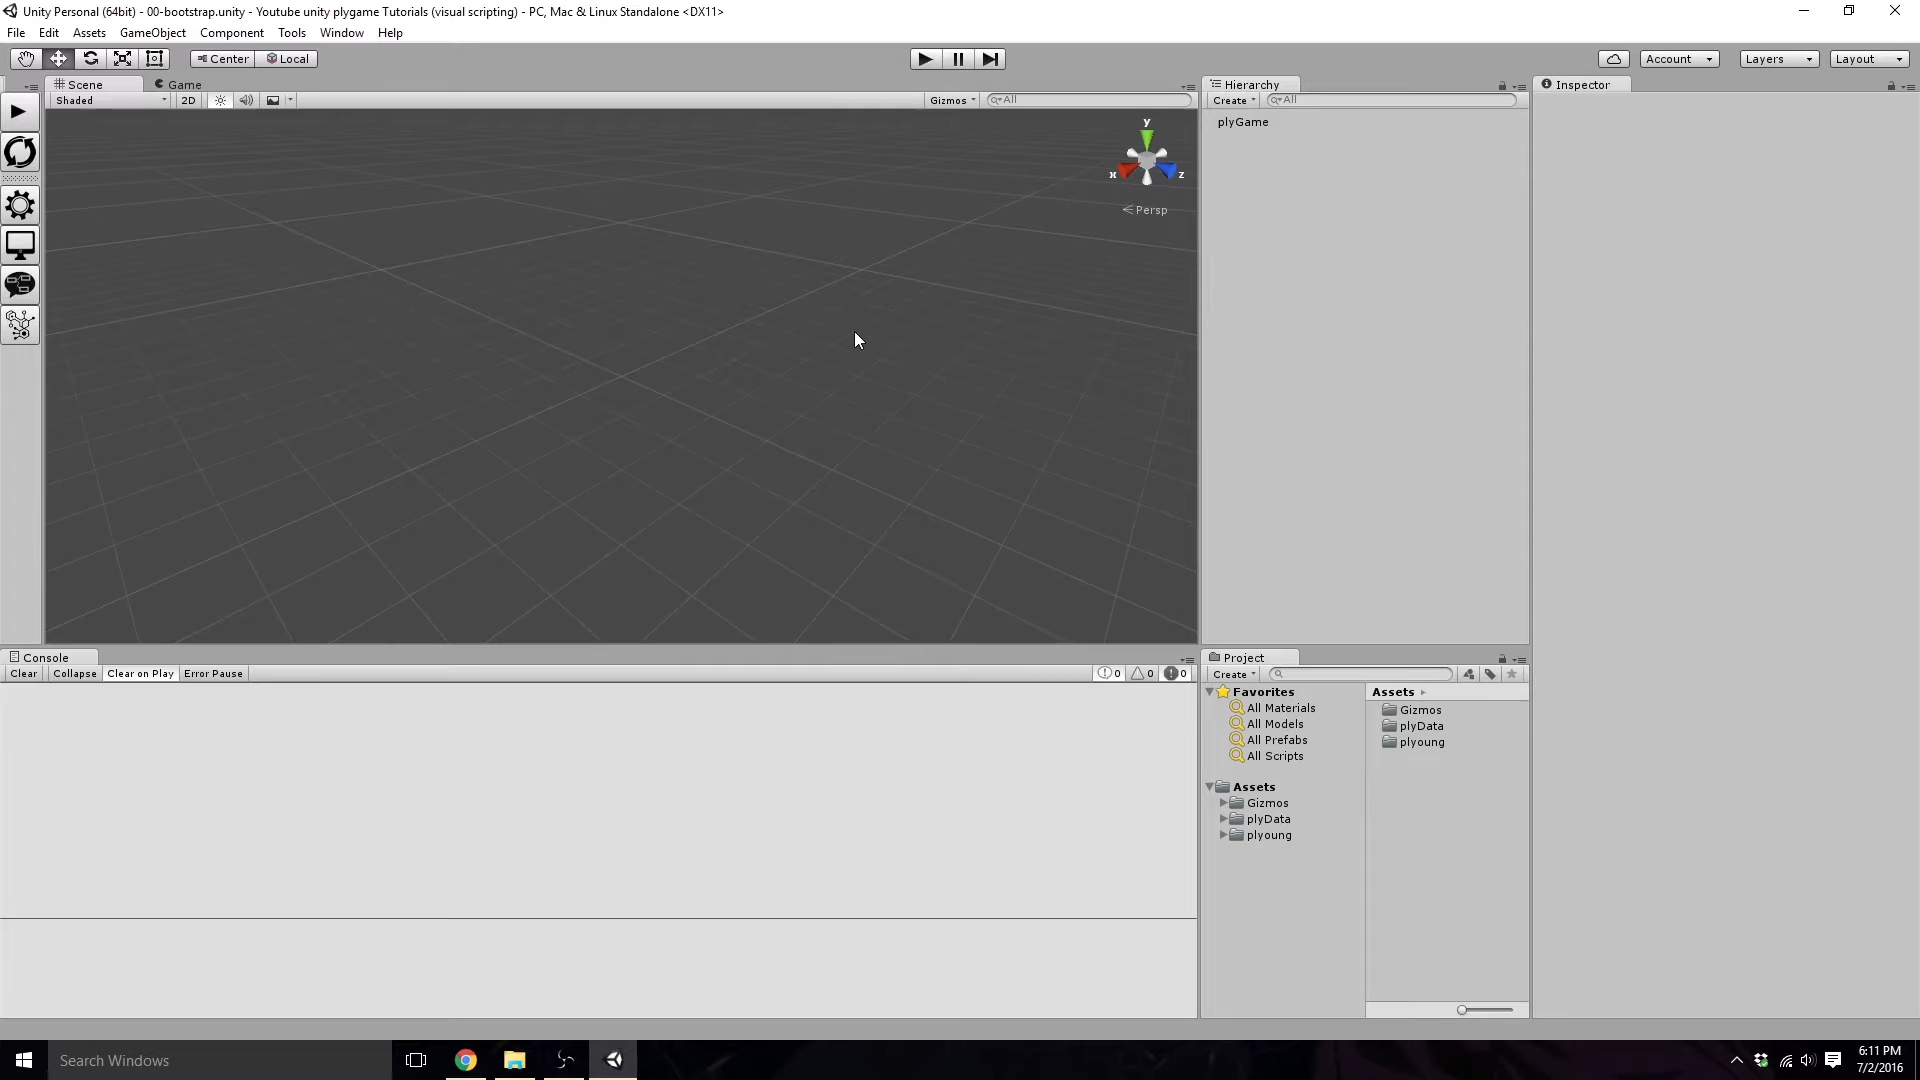 Unity Personal (64bit) - 00-bootstrap.unity - Youtube unity plygame Tutorials (visual scripting) - PC, Mac & Linux Standalone <DX11>
File Edit Assets GameObject Component Tools Window Help
Center Local Account Layers Layout
Scene Game Hierarchy Inspector
Shaded 2D Gizmos All Create All
plyGame
y
x z
Persp
Console Project
Clear Collapse Clear on Play Error Pause 0 0 0 Create
Favorites Assets
All Materials Gizmos
All Models plyData
All Prefabs plyoung
All Scripts
Assets
Gizmos
plyData
plyoung
Search Windows
6:11 PM
7/2/2016